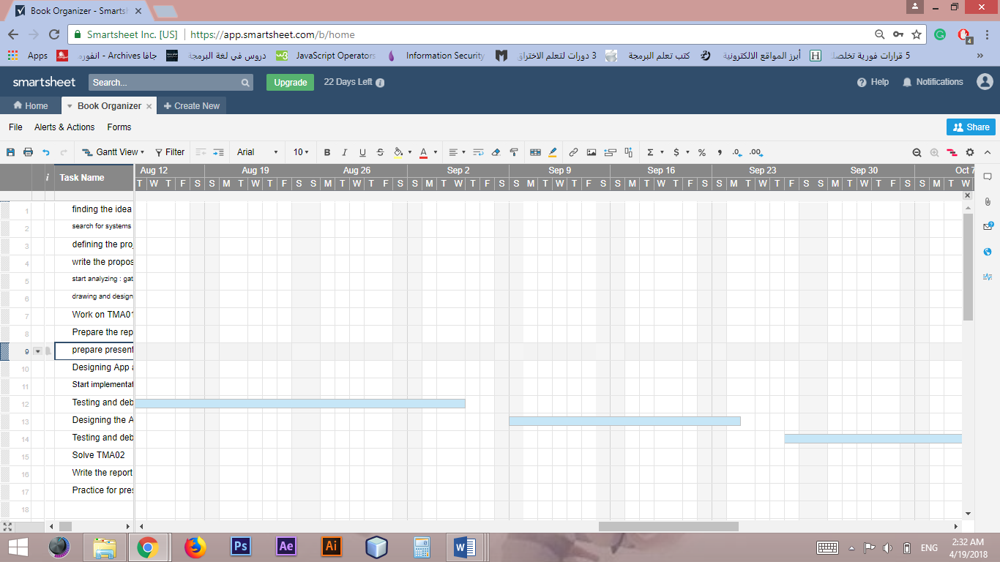 Book Organizer - Smartsh
Smartsheet Inc. [US] https://app.smartsheet.com/b/home
4
Apps جافا Archives - انفورد دروس في لغة البرمجة w3 JavaScript Operators Information Security 3 دورات لتعلم الاختراق كتب تعلم البرمجة أبرز المواقع الالكترونية H 5 قرارات فورية تخلصك »
smartsheet Search... Upgrade 22 Days Left Help Notifications
Home Book Organizer Create New
File Alerts & Actions Forms Share
Gantt View Filter Arial 10 B I U S A Σ $ % , .0 .00
i Task Name Aug 12 Aug 19 Aug 26 Sep 2 Sep 9 Sep 16 Sep 23 Sep 30 Oct 7
T W T F S S M T W T F S S M T W T F S S M T W T F S S M T W T F S S M T W T F S S M T W T F S S M T W T F S S M T W
1 finding the idea
2 search for systems
3 defining the proj
4 write the propos
5 start analyzing : gat
6 drawing and design
7 Work on TMA01
8 Prepare the rep
9 prepare present
10 Designing App a
11 Start implementat
12 Testing and deb
13 Designing the A
14 Testing and deb
15 Solve TMA02
16 Write the report
17 Practice for pres
18
Ps Ae Ai W ENG 2:32 AM
4/19/2018